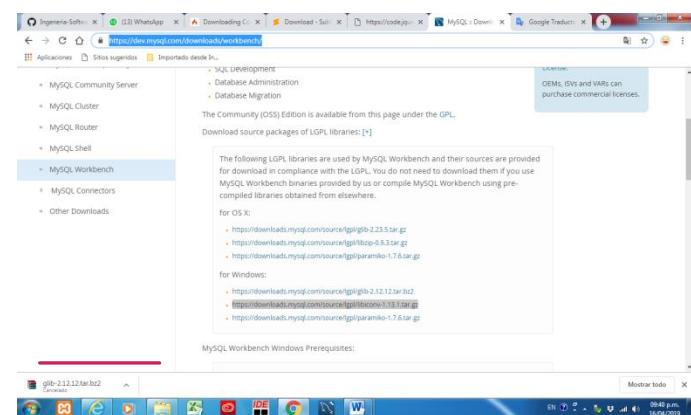 Ingeneria-Softw
(13) WhatsApp
Downloading Co
Download - Sub
https://code.jqu
MySQL :: Downl
Google Traduct
https://dev.mysql.com/downloads/workbench/
Aplicaciones
Sitios sugeridos
Importado desde In...
MySQL Community Server
MySQL Cluster
MySQL Router
MySQL Shell
MySQL Workbench
MySQL Connectors
Other Downloads
SQL Development
Database Administration
Database Migration
The Community (OSS) Edition is available from this page under the GPL.
Download source packages of LGPL libraries: [+]
The following LGPL libraries are used by MySQL Workbench and their sources are provided
for download in compliance with the LGPL. You do not need to download them if you use
MySQL Workbench binaries provided by us or compile MySQL Workbench using pre-
compiled libraries obtained from elsewhere.
for OS X:
https://downloads.mysql.com/source/lgpl/glib-2.23.5.tar.gz
https://downloads.mysql.com/source/lgpl/libzip-0.9.3.tar.gz
https://downloads.mysql.com/source/lgpl/paramiko-1.7.6.tar.gz
for Windows:
https://downloads.mysql.com/source/lgpl/glib-2.12.12.tar.bz2
https://downloads.mysql.com/source/lgpl/libiconv-1.13.1.tar.gz
https://downloads.mysql.com/source/lgpl/paramiko-1.7.6.tar.gz
MySQL Workbench Windows Prerequisites:
License.
OEMs, ISVs and VARs can
purchase commercial licenses.
glib-2.12.12.tar.bz2
Cancelado
Mostrar todo
IDE
EN
09:40 p.m.